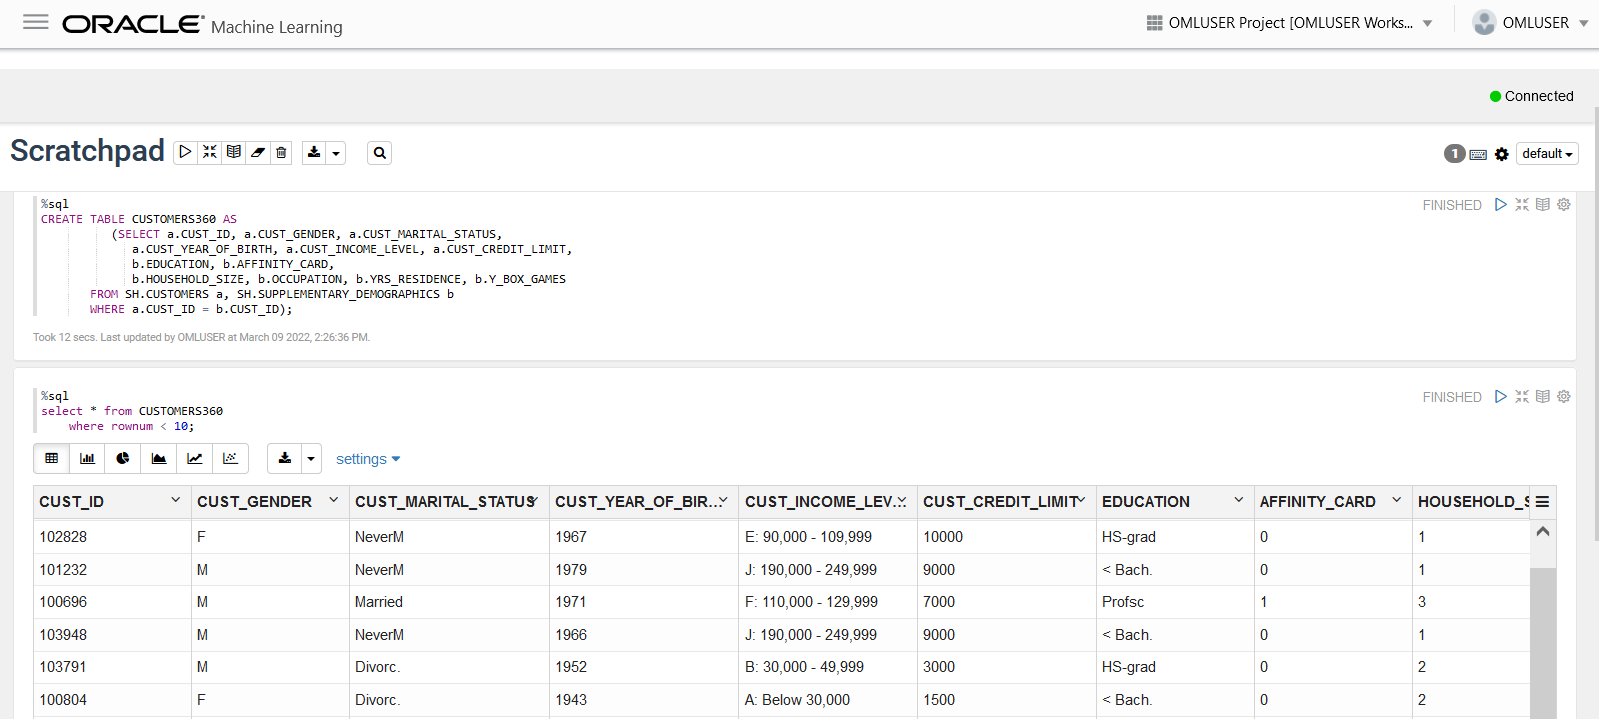 ORACLE Machine Learning
OMLUSER Project [OMLUSER Works...
OMLUSER
Connected
Scratchpad
1
default
%sql
FINISHED
CREATE TABLE CUSTOMERS360 AS
(SELECT a.CUST_ID, a.CUST_GENDER, a.CUST_MARITAL_STATUS,
a.CUST_YEAR_OF_BIRTH, a.CUST_INCOME_LEVEL, a.CUST_CREDIT_LIMIT,
b.EDUCATION, b.AFFINITY_CARD,
b.HOUSEHOLD_SIZE, b.OCCUPATION, b.YRS_RESIDENCE, b.Y_BOX_GAMES
FROM SH.CUSTOMERS a, SH.SUPPLEMENTARY_DEMOGRAPHICS b
WHERE a.CUST_ID = b.CUST_ID);
Took 12 secs. Last updated by OMLUSER at March 09 2022, 2:26:36 PM.
%sql
FINISHED
select * from CUSTOMERS360
where rownum < 10;
settings
CUST_ID CUST_GENDER CUST_MARITAL_STATUS CUST_YEAR_OF_BIR... CUST_INCOME_LEV... CUST_CREDIT_LIMIT EDUCATION AFFINITY_CARD HOUSEHOLD_S
102828 F NeverM 1967 E: 90,000 - 109,999 10000 HS-grad 0 1
101232 M NeverM 1979 J: 190,000 - 249,999 9000 < Bach. 0 1
100696 M Married 1971 F: 110,000 - 129,999 7000 Profsc 1 3
103948 M NeverM 1966 J: 190,000 - 249,999 9000 < Bach. 0 1
103791 M Divorc. 1952 B: 30,000 - 49,999 3000 HS-grad 0 2
100804 F Divorc. 1943 A: Below 30,000 1500 < Bach. 0 2